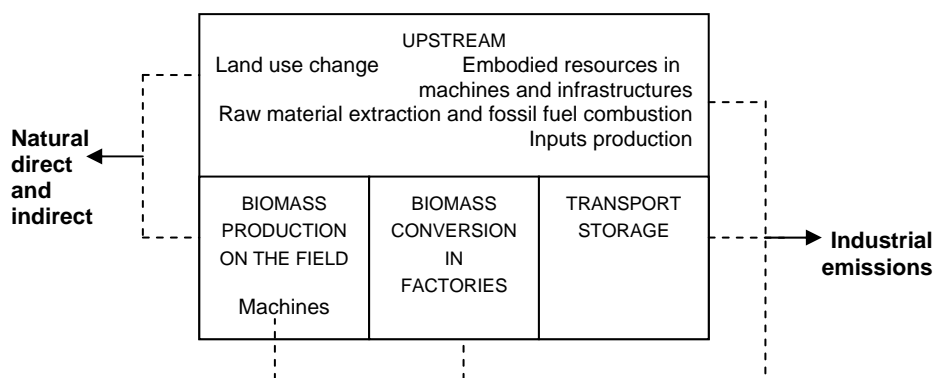 UPSTREAM
Land use change
Embodied resources in
machines and infrastructures
Raw material extraction and fossil fuel combustion
Inputs production
Natural
direct
and
indirect
BIOMASS
PRODUCTION
ON THE FIELD
Machines
BIOMASS
CONVERSION
IN
FACTORIES
TRANSPORT
STORAGE
Industrial
emissions